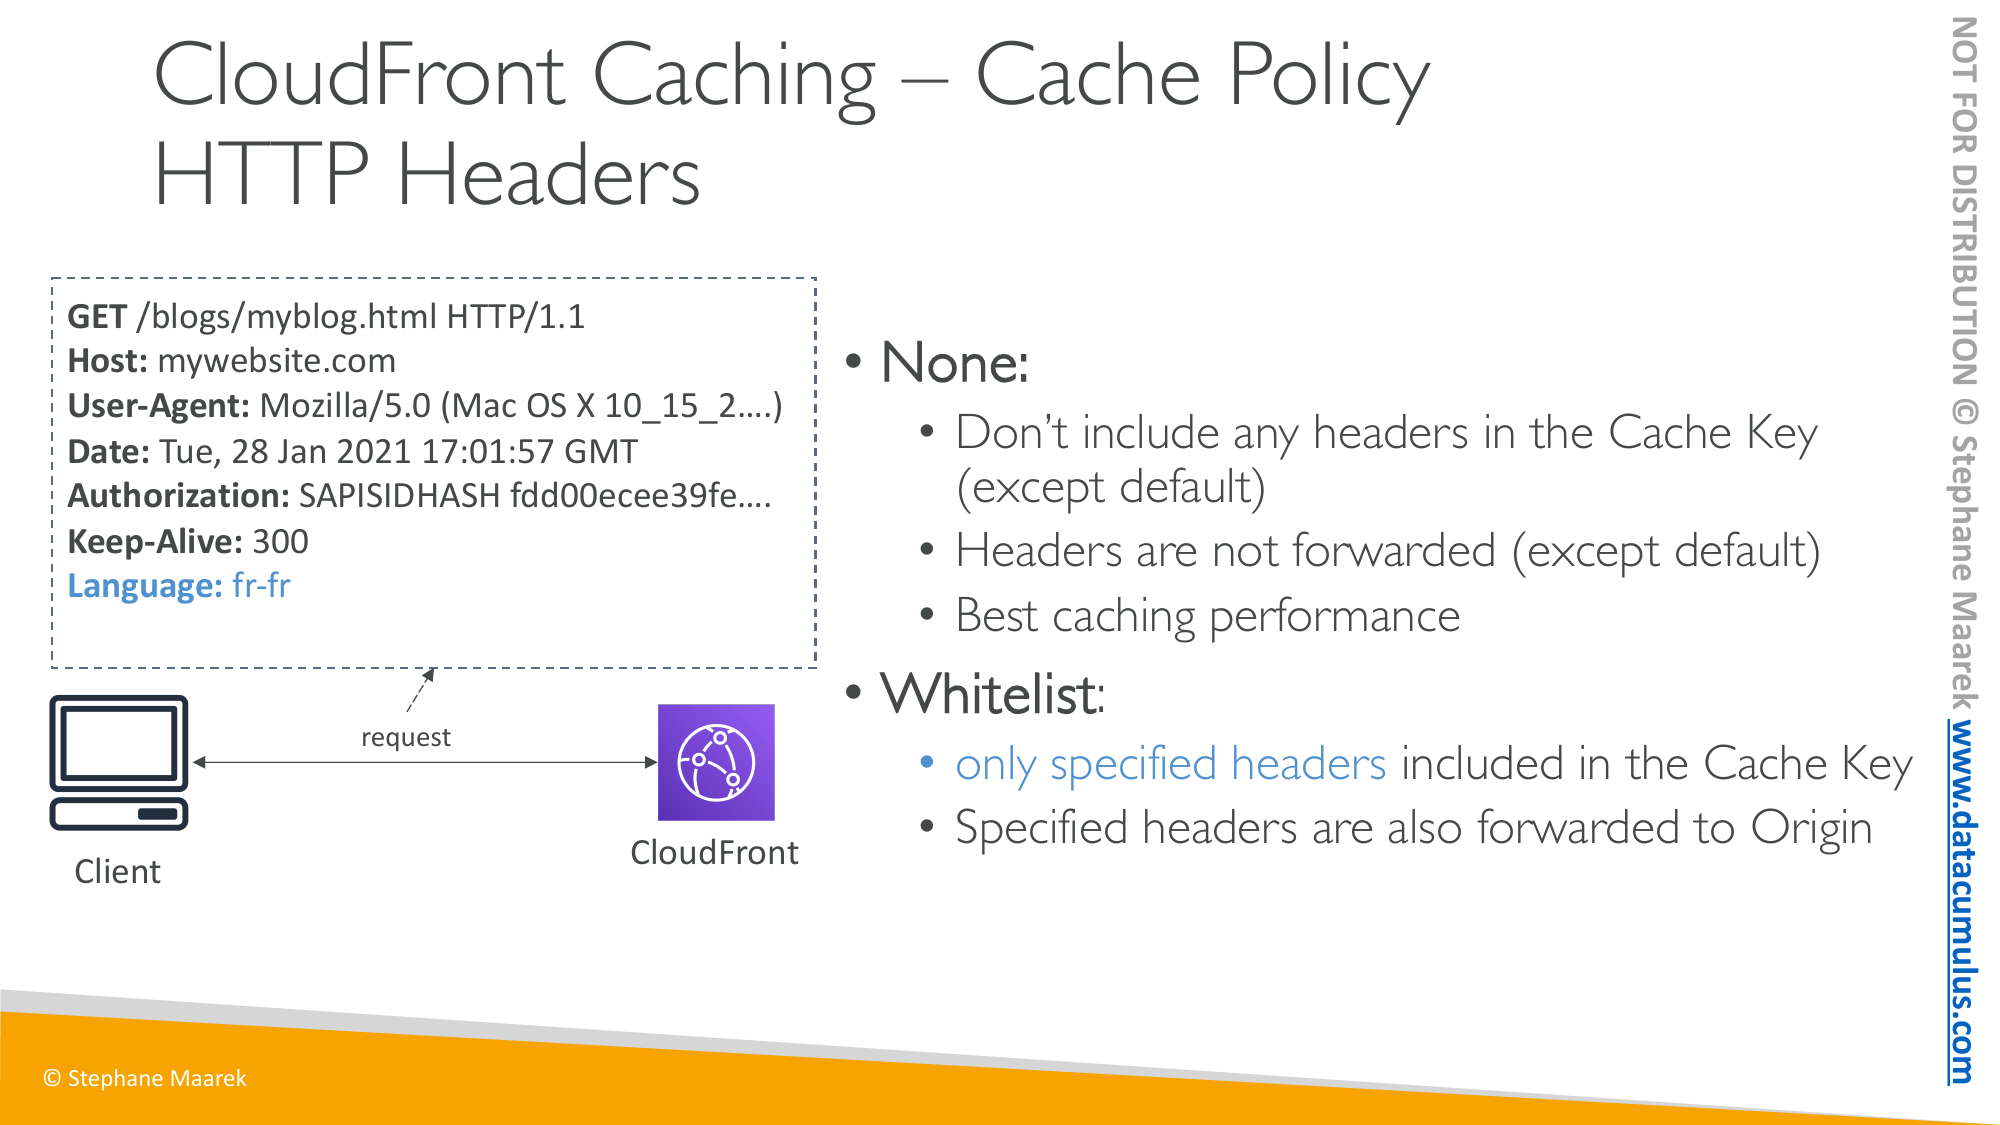 CloudFront Caching – Cache Policy
HTTP Headers
GET /blogs/myblog.html HTTP/1.1
Host: mywebsite.com
User-Agent: Mozilla/5.0 (Mac OS X 10_15_2....)
Date: Tue, 28 Jan 2021 17:01:57 GMT
Authorization: SAPISIDHASH fdd00ecee39fe....
Keep-Alive: 300
Language: fr-fr
request
Client
CloudFront
• None:
• Don’t include any headers in the Cache Key
(except default)
• Headers are not forwarded (except default)
• Best caching performance
• Whitelist:
• only specified headers included in the Cache Key
• Specified headers are also forwarded to Origin
© Stephane Maarek
NOT FOR DISTRIBUTION © Stephane Maarek www.datacumulus.com